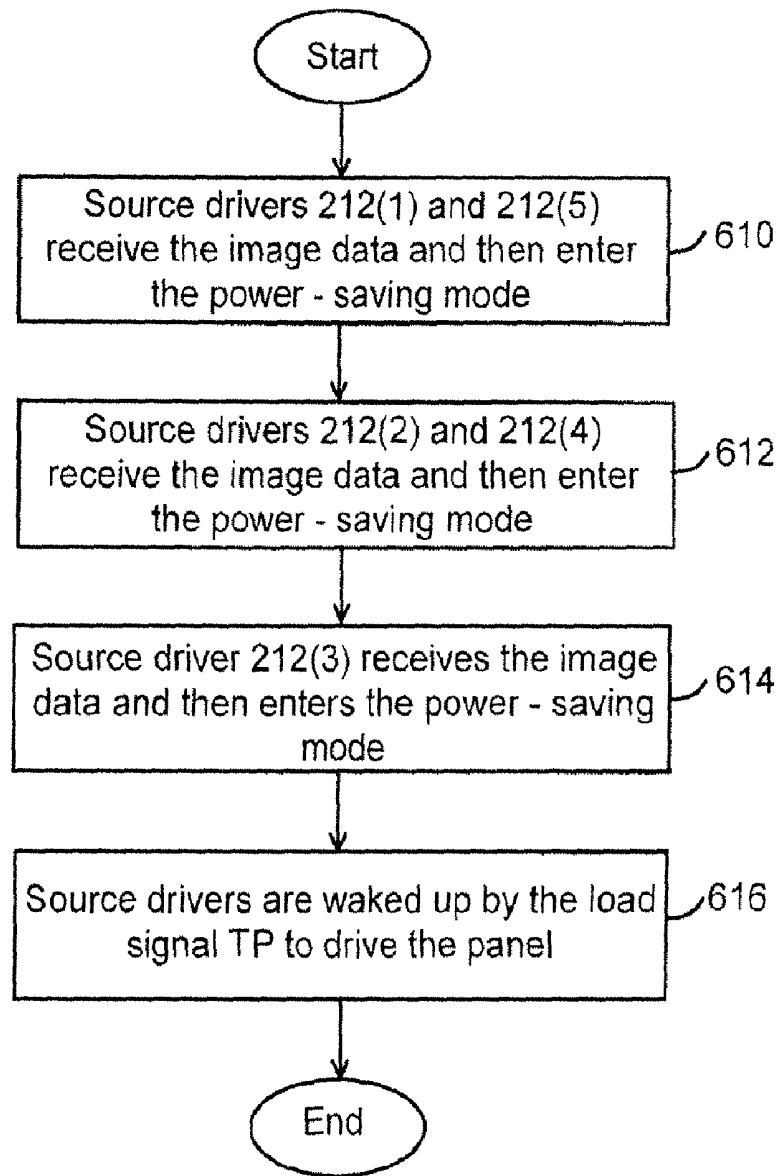 Start
Source drivers 212(1) and 212(5)
receive the image data and then enter
the power - saving mode
610
Source drivers 212(2) and 212(4)
receive the image data and then enter
the power - saving mode
612
Source driver 212(3) receives the image
data and then enters the power - saving
mode
614
Source drivers are waked up by the load
signal TP to drive the panel
616
End